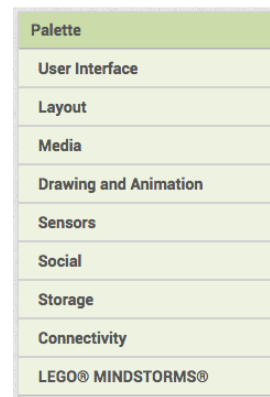 Palette
User Interface
Layout
Media
Drawing and Animation
Sensors
Social
Storage
Connectivity
LEGO® MINDSTORMS®